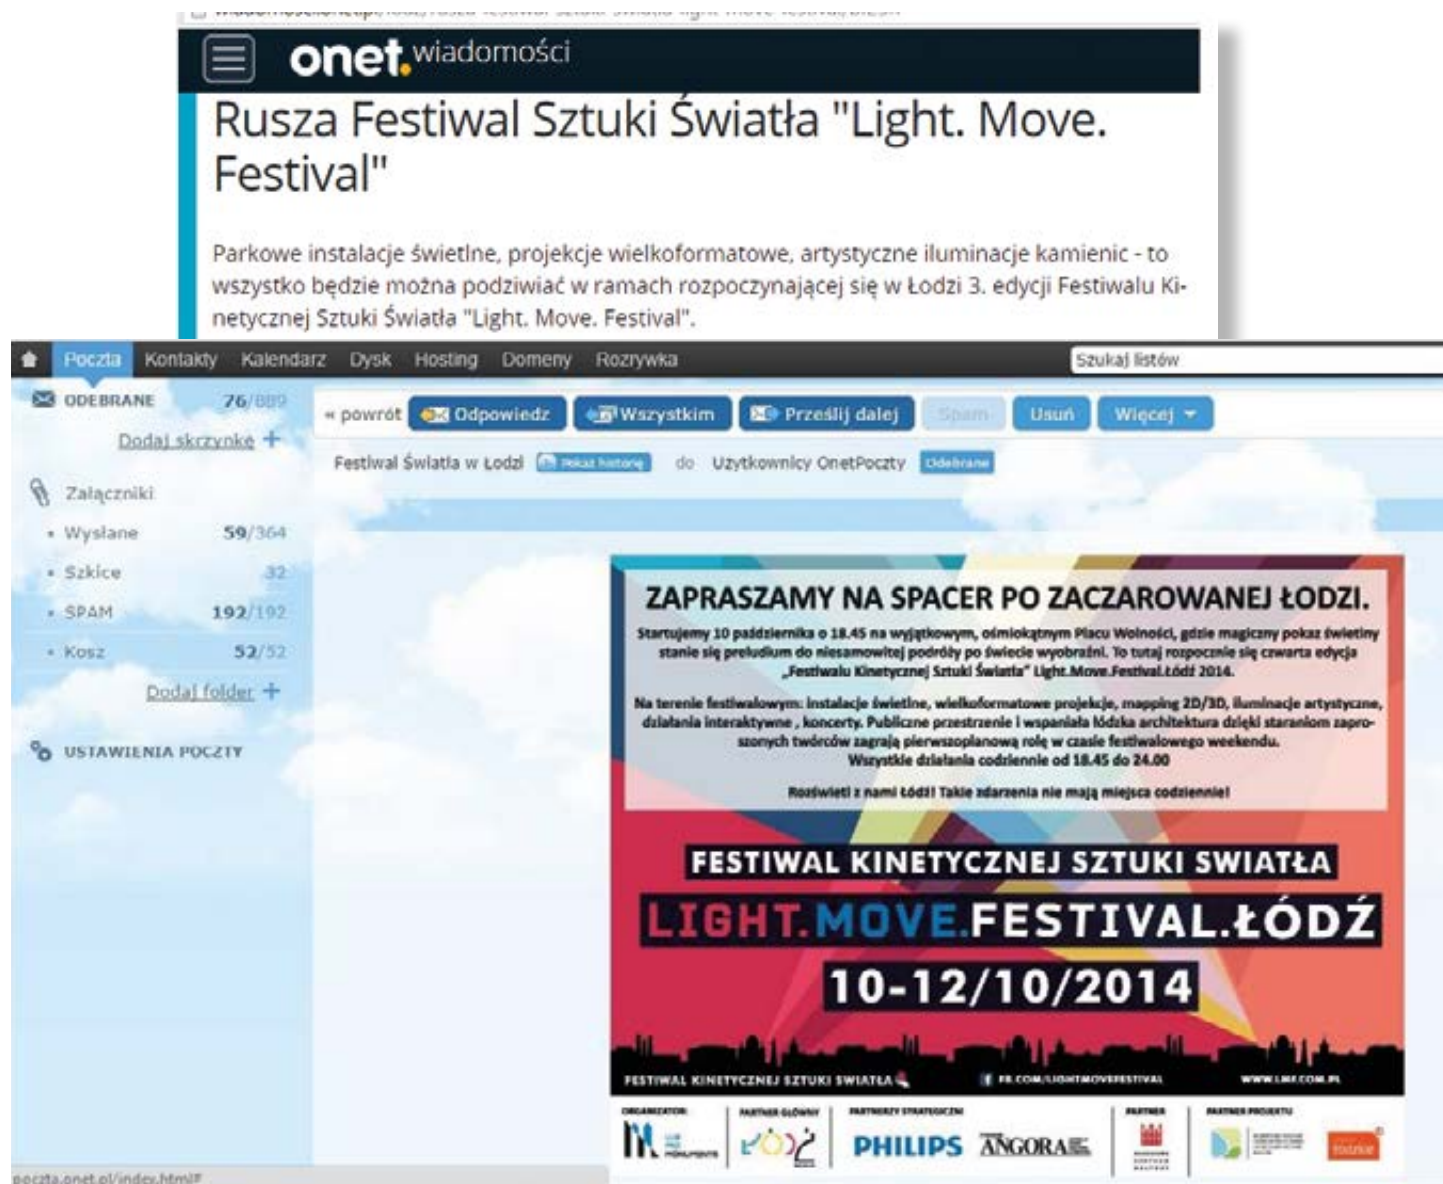 onet.wiadomości
Rusza Festiwal Sztuki Światła "Light. Move.
Festival"
Parkowe instalacje świetlne, projekcje wielkoformatowe, artystyczne iluminacje kamienic - to
wszystko będzie można podziwiać w ramach rozpoczynającej się w Łodzi 3. edycji Festiwalu Ki-
netycznej Sztuki Światła "Light. Move. Festival".
Poczta Kontakty Kalendarz Dysk Hosting Domeny Rozrywka Szukaj listów
ODEBRANE 76/889
Dodaj skrzynkę +
Załączniki
Wysłane 59/364
Szkice 32
SPAM 192/192
Kosz 52/52
Dodaj folder +
USTAWIENIA POCZTY
« powrót Odpowiedz Wszystkim Prześlij dalej Spam Usuń Więcej
Festiwal Światła w Łodzi Pokaż historię do Użytkownicy OnetPoczty Odebrane
ZAPRASZAMY NA SPACER PO ZACZAROWANEJ ŁODZI.
Startujemy 10 października o 18.45 na wyjątkowym, ośmiokątnym Placu Wolności, gdzie magiczny pokaz świetlny
stanie się preludium do niesamowitej podróży po świecie wyobraźni. To tutaj rozpocznie się czwarta edycja
„Festiwalu Kinetycznej Sztuki Światła" Light.Move.Festival.Łódź 2014.
Na terenie festiwalowym: instalacje świetlne, wielkoformatowe projekcje, mapping 2D/3D, iluminacje artystyczne,
działania interaktywne , koncerty. Publiczne przestrzenie i wspaniała łódzka architektura dzięki staraniom zapro-
szonych twórców zagrają pierwszoplanową rolę w czasie festiwalowego weekendu.
Wszystkie działania codziennie od 18.45 do 24.00
Rozświetl z nami Łódź! Takie zdarzenia nie mają miejsca codziennie!
FESTIWAL KINETYCZNEJ SZTUKI SWIATŁA
LIGHT.MOVE.FESTIVAL.ŁÓDŹ
10-12/10/2014
FESTIWAL KINETYCZNEJ SZTUKI SWIATŁA FB.COM/LIGHTMOVEFESTIVAL WWW.LMF.COM.PL
ORGANIZATOR: PARTNER GŁÓWNY PARTNERZY STRATEGICZNI PARTNER PARTNER PROJEKTU
PHILIPS ANGORA
poczta.onet.pl/index.html#